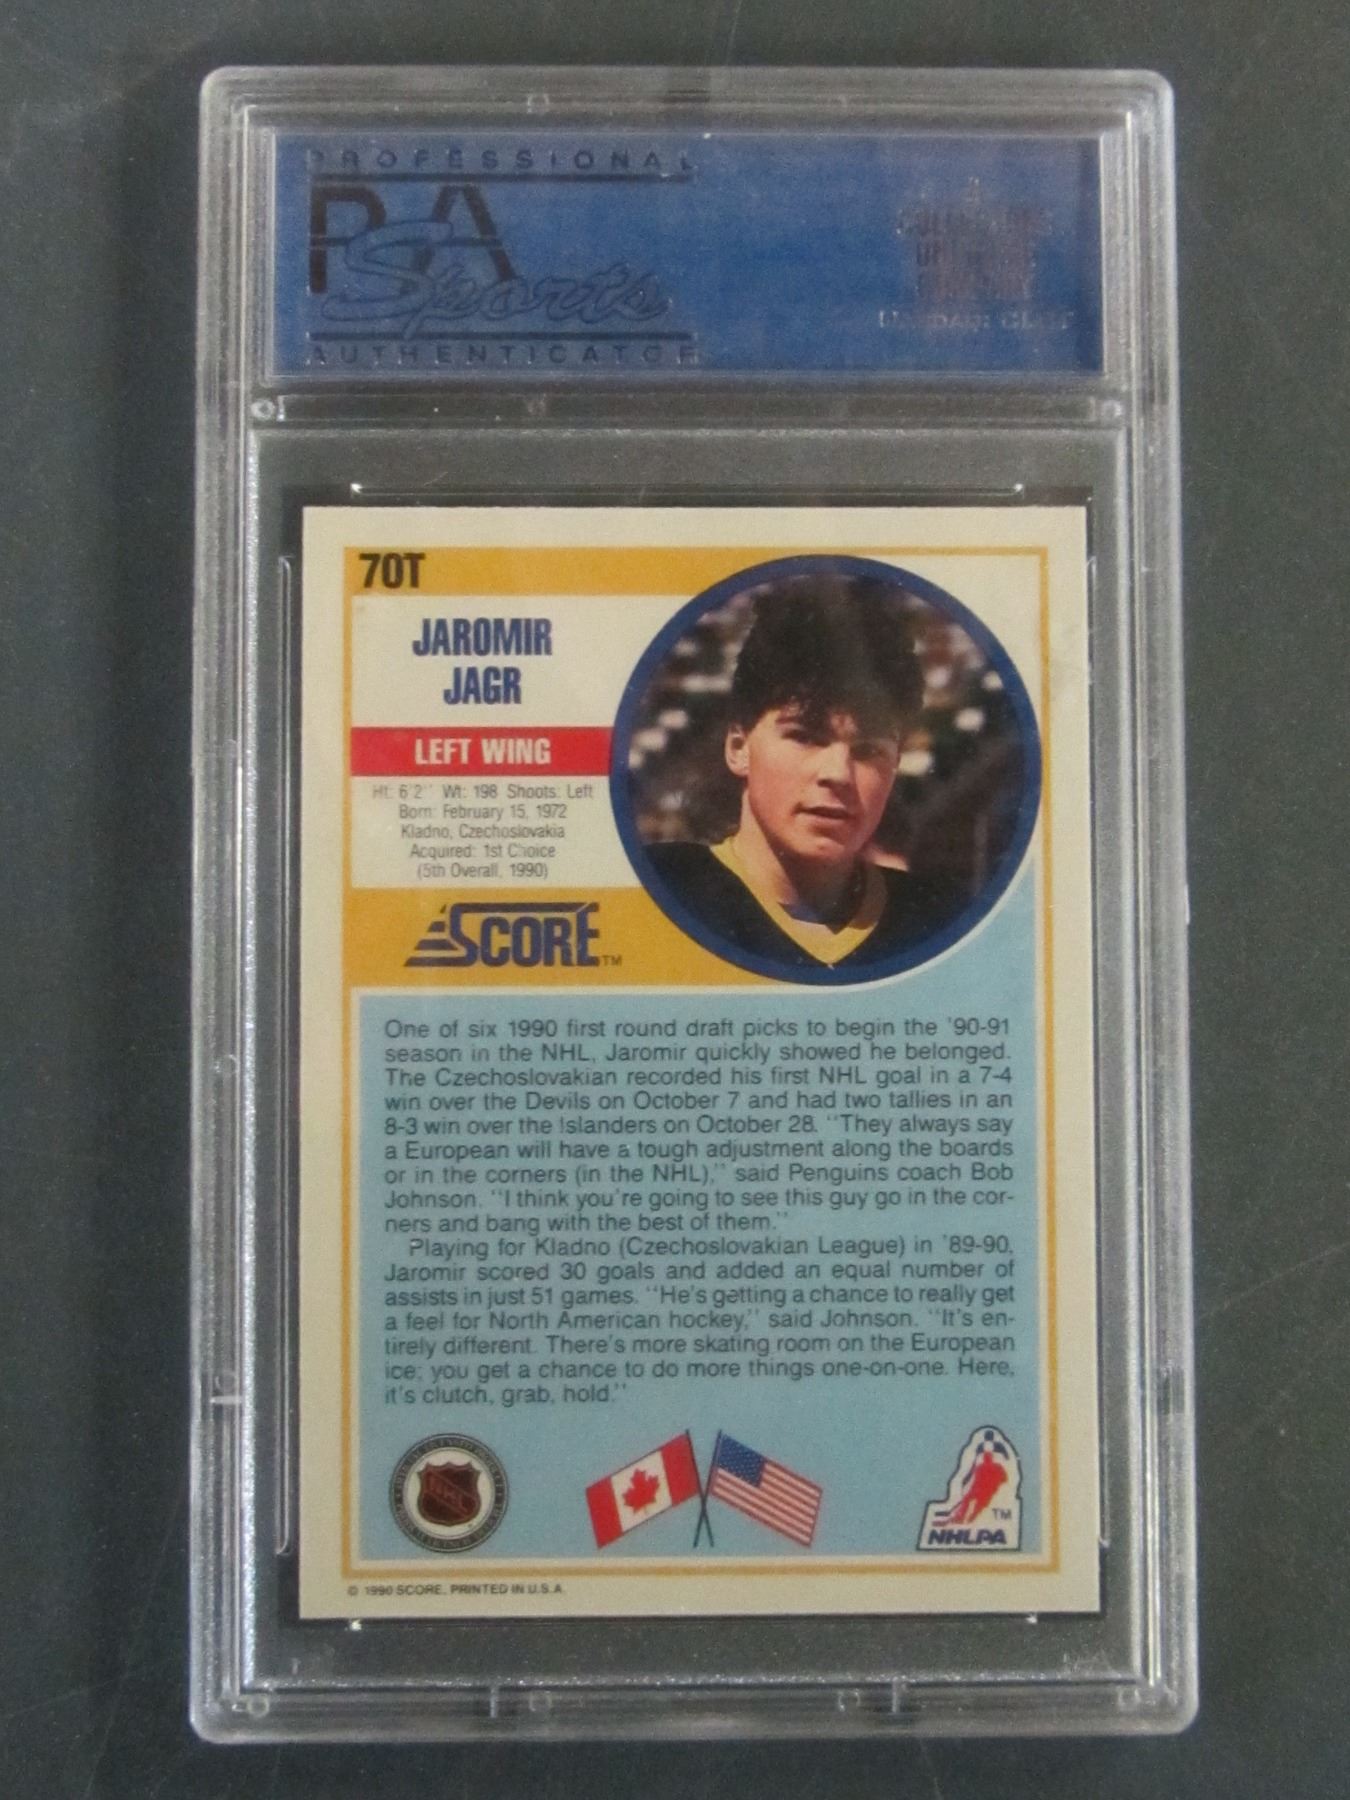 PROFESSIONAL
PSA
Sports
AUTHENTICATOR
70T
JAROMIR
JAGR
LEFT WING
Ht: 6'2" Wt: 198 Shoots: Left
Born: February 15, 1972
Kladno, Czechoslovakia
Acquired: 1st Choice
(5th Overall, 1990)
SCORE™
One of six 1990 first round draft picks to begin the '90-91
season in the NHL, Jaromir quickly showed he belonged.
The Czechoslovakian recorded his first NHL goal in a 7-4
win over the Devils on October 7 and had two tallies in an
8-3 win over the Islanders on October 28. "They always say
a European will have a tough adjustment along the boards
or in the corners (in the NHL)," said Penguins coach Bob
Johnson. "I think you're going to see this guy go in the cor-
ners and bang with the best of them."
Playing for Kladno (Czechoslovakian League) in '89-90,
Jaromir scored 30 goals and added an equal number of
assists in just 51 games. "He's getting a chance to really get
a feel for North American hockey," said Johnson. "It's en-
tirely different. There's more skating room on the European
ice; you get a chance to do more things one-on-one. Here,
it's clutch, grab, hold."
NHL
TM
NHLPA
© 1990 SCORE, PRINTED IN U.S.A.